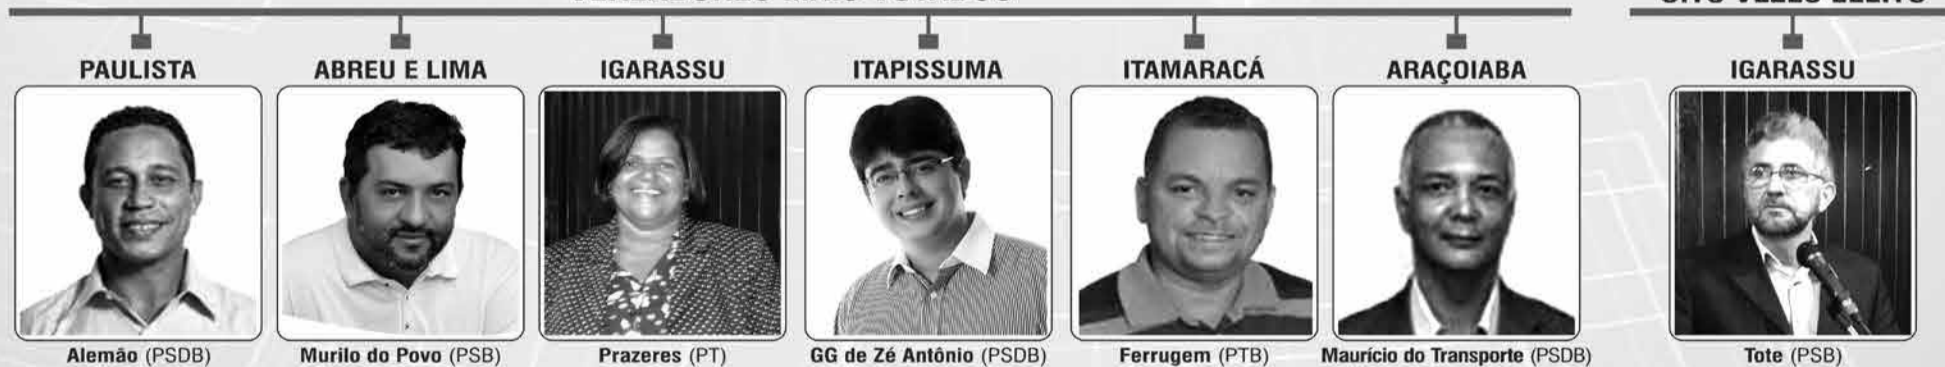 PAULISTA
ABREU E LIMA
IGARASSU
ITAPISSUMA
ITAMARACÁ
ARAÇOIABA
IGARASSU
Alemão (PSDB)
Murilo do Povo (PSB)
Prazeres (PT)
GG de Zé Antônio (PSDB)
Ferrugem (PTB)
Maurício do Transporte (PSDB)
Tote (PSB)